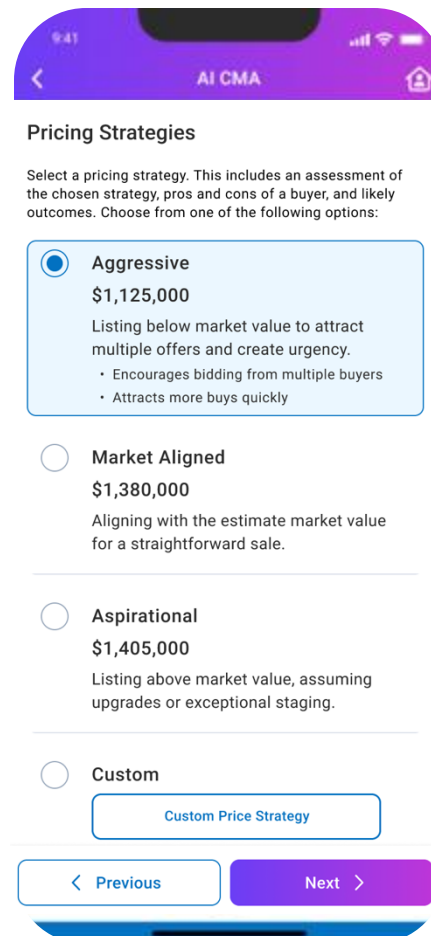 9:41
AI CMA
Pricing Strategies
Select a pricing strategy. This includes an assessment of
the chosen strategy, pros and cons of a buyer, and likely
outcomes. Choose from one of the following options:
Aggressive
$1,125,000
Listing below market value to attract
multiple offers and create urgency.
• Encourages bidding from multiple buyers
• Attracts more buys quickly
Market Aligned
$1,380,000
Aligning with the estimate market value
for a straightforward sale.
Aspirational
$1,405,000
Listing above market value, assuming
upgrades or exceptional staging.
Custom
Custom Price Strategy
Previous
Next